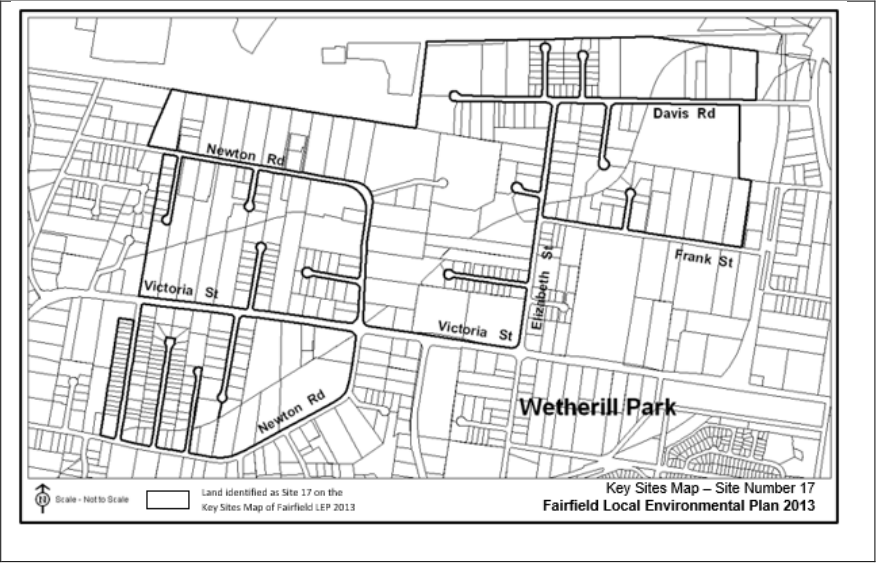 Davis Rd
Newton Rd
Frank St
Elizabeth St
Victoria St
Victoria St
Newton Rd
Wetherill Park
N
Scale - Not to Scale
Land identified as Site 17 on the
Key Sites Map of Fairfield LEP 2013
Key Sites Map – Site Number 17
Fairfield Local Environmental Plan 2013